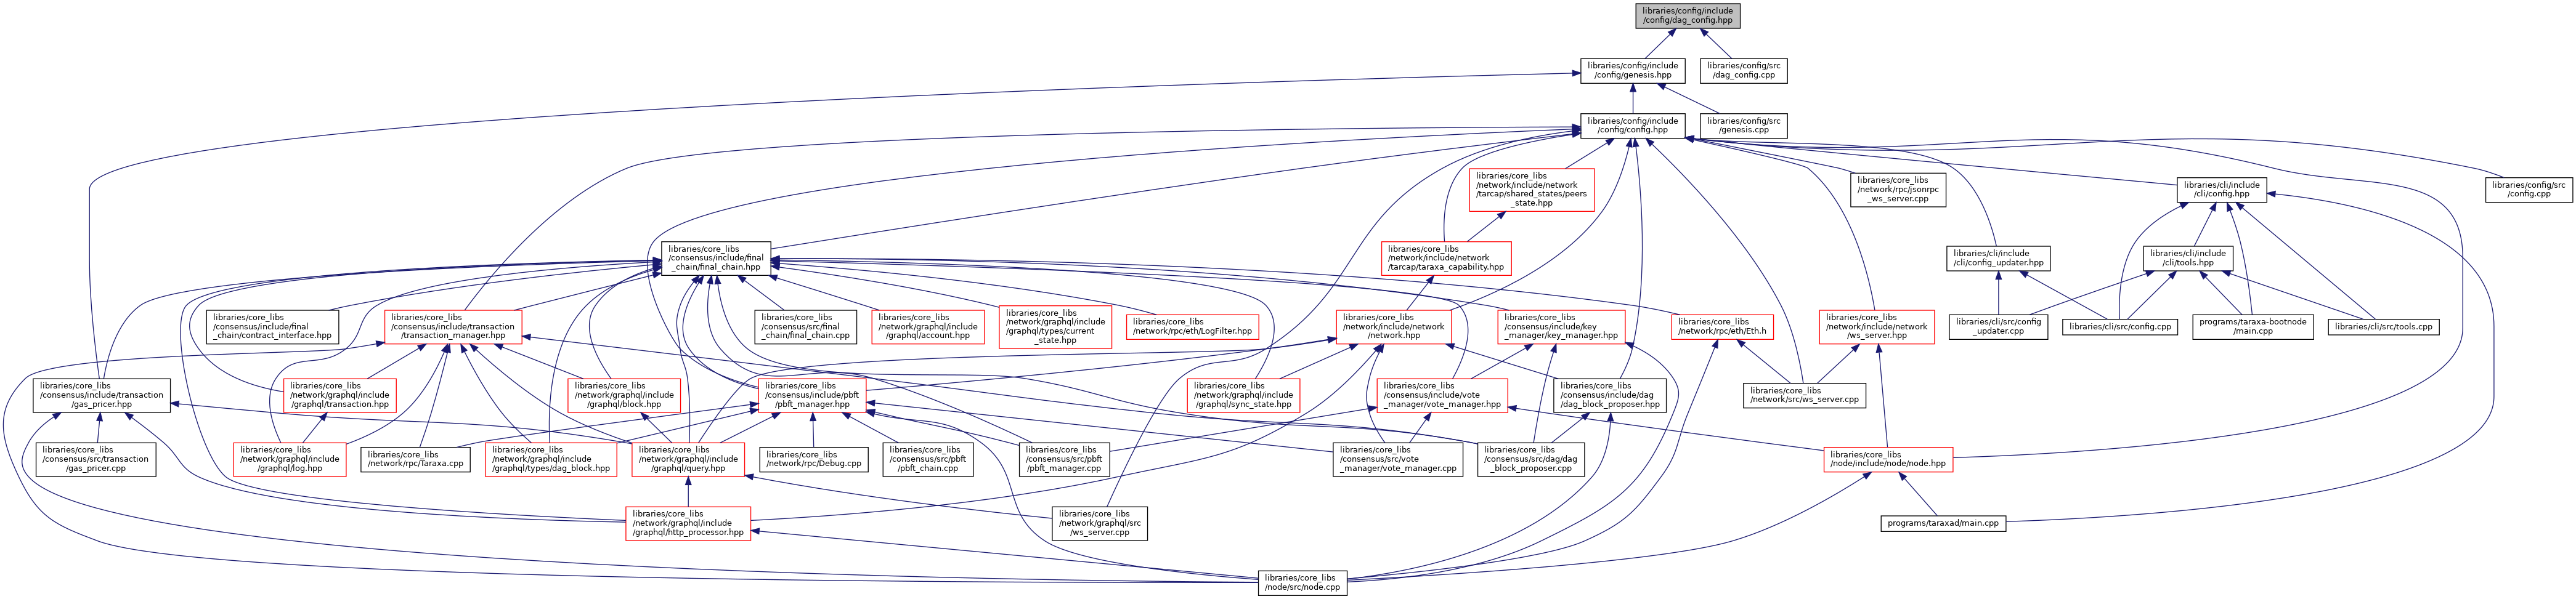 libraries/config/include
/config/dag_config.hpp
libraries/config/include
/config/genesis.hpp
libraries/config/src
/dag_config.cpp
libraries/config/include
/config/config.hpp
libraries/config/src
/genesis.cpp
libraries/core_libs
/network/include/network
/tarcap/shared_states/peers
_state.hpp
libraries/core_libs
/network/rpc/jsonrpc
_ws_server.cpp
libraries/cli/include
/cli/config.hpp
libraries/config/src
/config.cpp
libraries/core_libs
/consensus/include/final
_chain/final_chain.hpp
libraries/core_libs
/network/include/network
/tarcap/taraxa_capability.hpp
libraries/cli/include
/cli/config_updater.hpp
libraries/cli/include
/cli/tools.hpp
libraries/core_libs
/consensus/include/final
_chain/contract_interface.hpp
libraries/core_libs
/consensus/include/transaction
/transaction_manager.hpp
libraries/core_libs
/consensus/src/final
_chain/final_chain.cpp
libraries/core_libs
/network/graphql/include
/graphql/account.hpp
libraries/core_libs
/network/graphql/include
/graphql/types/current
_state.hpp
libraries/core_libs
/network/rpc/eth/LogFilter.hpp
libraries/core_libs
/network/include/network
/network.hpp
libraries/core_libs
/consensus/include/key
_manager/key_manager.hpp
libraries/core_libs
/network/rpc/eth/Eth.h
libraries/core_libs
/network/include/network
/ws_server.hpp
libraries/cli/src/config
_updater.cpp
libraries/cli/src/config.cpp
programs/taraxa-bootnode
/main.cpp
libraries/cli/src/tools.cpp
libraries/core_libs
/consensus/include/transaction
/gas_pricer.hpp
libraries/core_libs
/network/graphql/include
/graphql/transaction.hpp
libraries/core_libs
/network/graphql/include
/graphql/block.hpp
libraries/core_libs
/consensus/include/pbft
/pbft_manager.hpp
libraries/core_libs
/network/graphql/include
/graphql/sync_state.hpp
libraries/core_libs
/consensus/include/vote
_manager/vote_manager.hpp
libraries/core_libs
/consensus/include/dag
/dag_block_proposer.hpp
libraries/core_libs
/network/src/ws_server.cpp
libraries/core_libs
/consensus/src/transaction
/gas_pricer.cpp
libraries/core_libs
/network/graphql/include
/graphql/log.hpp
libraries/core_libs
/network/rpc/Taraxa.cpp
libraries/core_libs
/network/graphql/include
/graphql/types/dag_block.hpp
libraries/core_libs
/network/graphql/include
/graphql/query.hpp
libraries/core_libs
/network/rpc/Debug.cpp
libraries/core_libs
/consensus/src/pbft
/pbft_chain.cpp
libraries/core_libs
/consensus/src/pbft
/pbft_manager.cpp
libraries/core_libs
/consensus/src/vote
_manager/vote_manager.cpp
libraries/core_libs
/consensus/src/dag/dag
_block_proposer.cpp
libraries/core_libs
/node/include/node/node.hpp
libraries/core_libs
/network/graphql/include
/graphql/http_processor.hpp
libraries/core_libs
/network/graphql/src
/ws_server.cpp
programs/taraxad/main.cpp
libraries/core_libs
/node/src/node.cpp